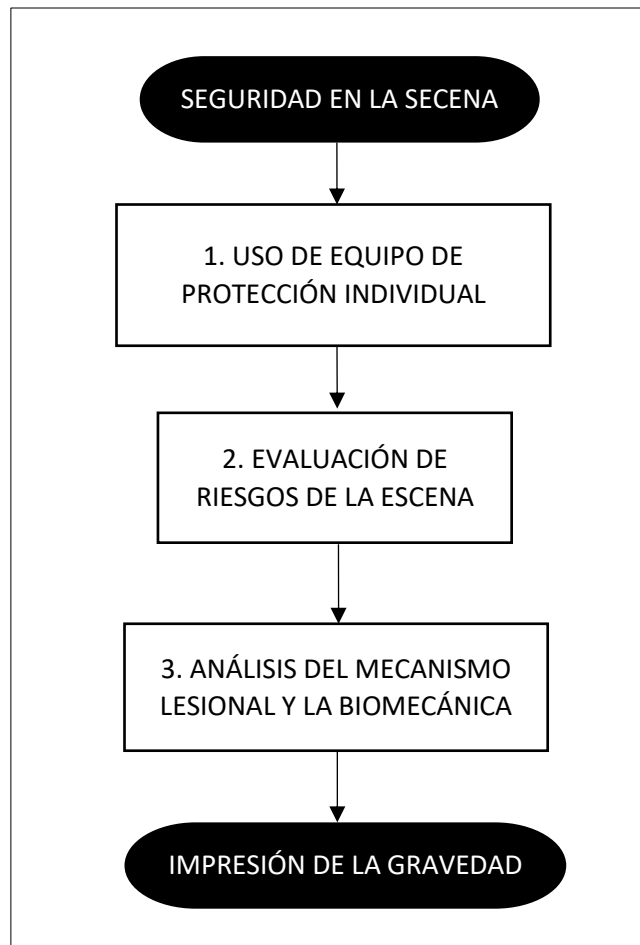 SEGURIDAD EN LA SECENA
1. USO DE EQUIPO DE
PROTECCIÓN INDIVIDUAL
2. EVALUACIÓN DE
RIESGOS DE LA ESCENA
3. ANÁLISIS DEL MECANISMO
LESIONAL Y LA BIOMECÁNICA
IMPRESIÓN DE LA GRAVEDAD